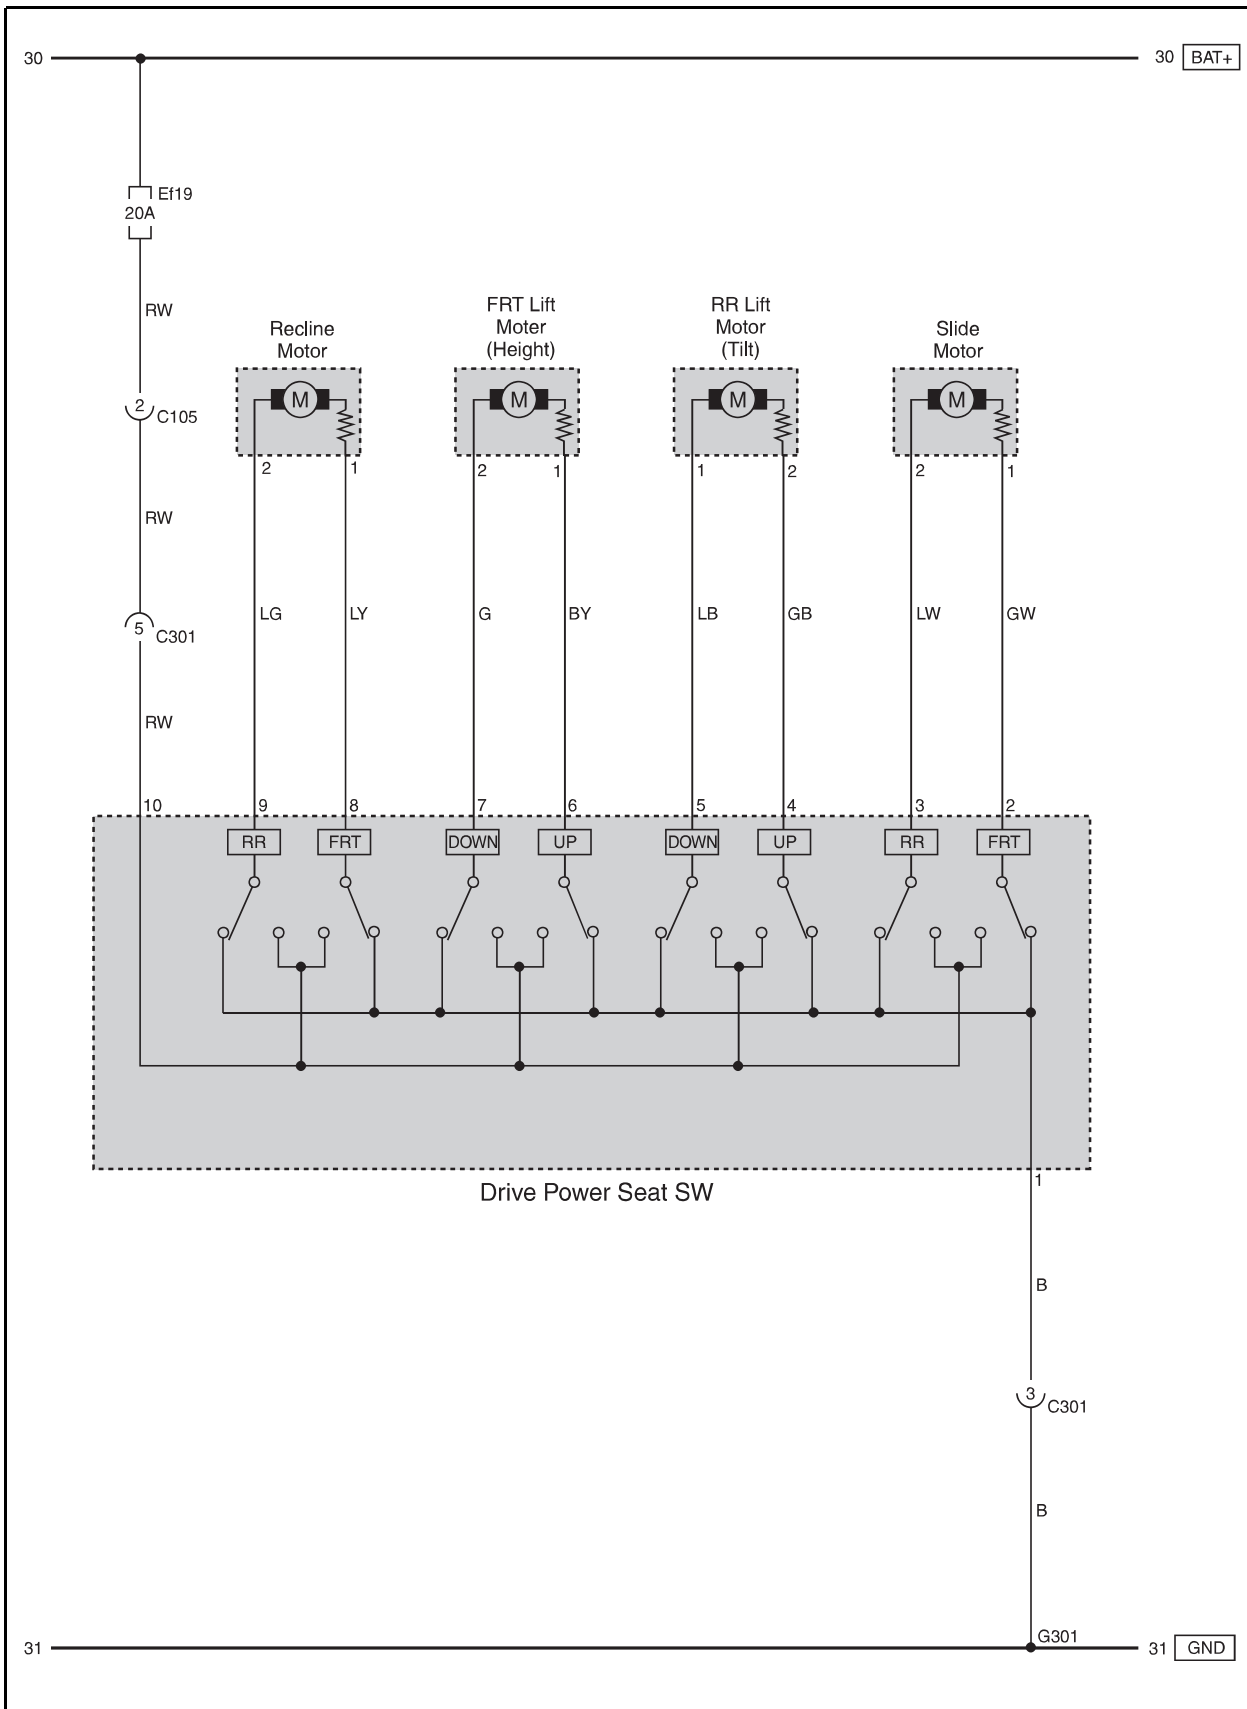 30
30 BAT+
Ef19
20A
RW
FRT Lift
Moter
(Height)
RR Lift
Motor
(Tilt)
Recline
Motor
Slide
Motor
M
M
M
M
2 C105
2
1
2
1
1
2
2
1
RW
LG
LY
G
BY
LB
GB
LW
GW
5 C301
RW
10
9
8
7
6
5
4
3
2
RR
FRT
DOWN
UP
DOWN
UP
RR
FRT
1
Drive Power Seat SW
B
3 C301
B
G301
31
31 GND